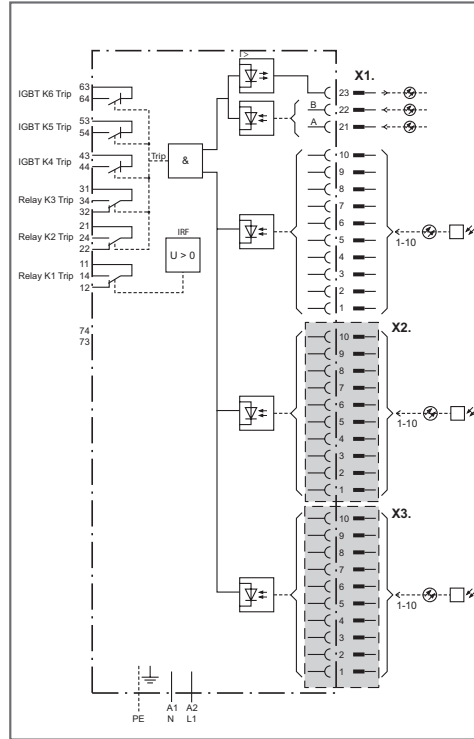 I >
X1.
63
IGBT K6 Trip
64
53
IGBT K5 Trip
54
43
IGBT K4 Trip
44
31
Relay K3 Trip 34
32
21
Relay K2 Trip 24
22
11
Relay K1 Trip 14
12
74
73
Trip
&
IRF
U > 0
23
B 22
A 21
10
9
8
7
6
5
4
3
2
1
1-10
X2.
10
9
8
7
6
5
4
3
2
1
1-10
X3.
10
9
8
7
6
5
4
3
2
1
1-10
PE
A1 A2
N L1